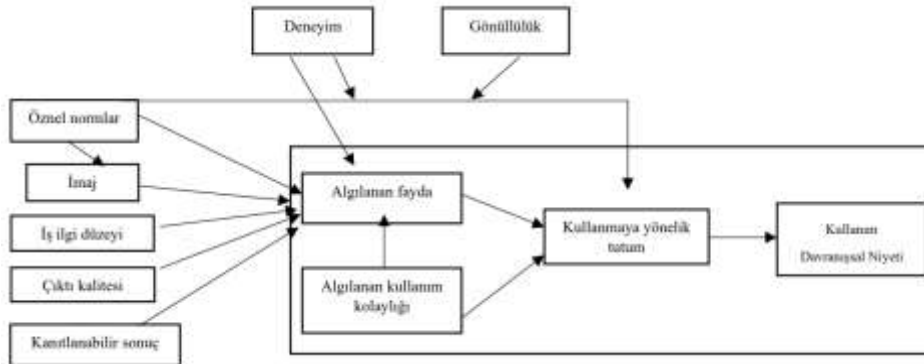 Deneyim
Gönüllülük
Öznel normlar
İmaj
İş ilgi düzeyi
Çıktı kalitesi
Kanıtlanabilir sonuç
Algılanan fayda
Algılanan kullanım
kolaylığı
Kullanmaya yönelik
tutum
Kullanım
Davranışsal Niyeti